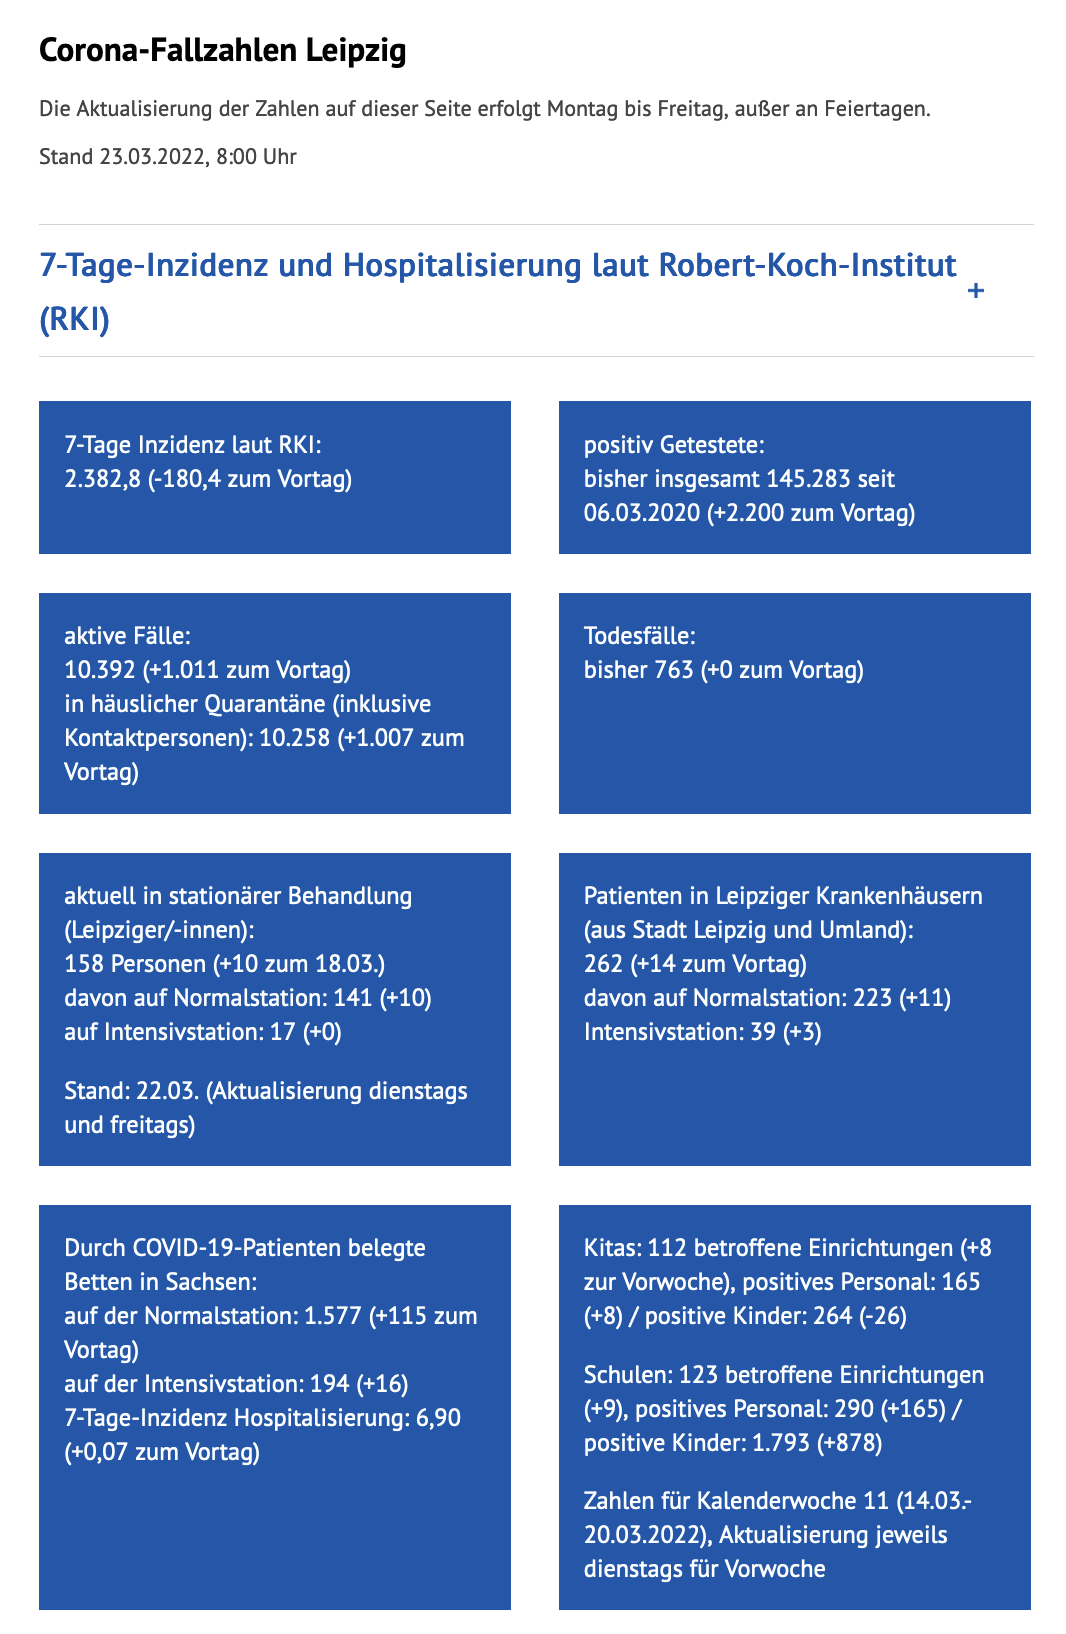 Corona-Fallzahlen Leipzig
Die Aktualisierung der Zahlen auf dieser Seite erfolgt Montag bis Freitag, außer an Feiertagen.
Stand 23.03.2022, 8:00 Uhr
7-Tage-Inzidenz und Hospitalisierung laut Robert-Koch-Institut
(RKI)
+
7-Tage Inzidenz laut RKI:
2.382,8 (-180,4 zum Vortag)
positiv Getestete:
bisher insgesamt 145.283 seit
06.03.2020 (+2.200 zum Vortag)
aktive Fälle:
10.392 (+1.011 zum Vortag)
in häuslicher Quarantäne (inklusive
Kontaktpersonen): 10.258 (+1.007 zum
Vortag)
Todesfälle:
bisher 763 (+0 zum Vortag)
aktuell in stationärer Behandlung
(Leipziger/-innen):
158 Personen (+10 zum 18.03.)
davon auf Normalstation: 141 (+10)
auf Intensivstation: 17 (+0)
Stand: 22.03. (Aktualisierung dienstags
und freitags)
Patienten in Leipziger Krankenhäusern
(aus Stadt Leipzig und Umland):
262 (+14 zum Vortag)
davon auf Normalstation: 223 (+11)
Intensivstation: 39 (+3)
Durch COVID-19-Patienten belegte
Betten in Sachsen:
auf der Normalstation: 1.577 (+115 zum
Vortag)
auf der Intensivstation: 194 (+16)
7-Tage-Inzidenz Hospitalisierung: 6,90
(+0,07 zum Vortag)
Kitas: 112 betroffene Einrichtungen (+8
zur Vorwoche), positives Personal: 165
(+8) / positive Kinder: 264 (-26)
Schulen: 123 betroffene Einrichtungen
(+9), positives Personal: 290 (+165) /
positive Kinder: 1.793 (+878)
Zahlen für Kalenderwoche 11 (14.03.-
20.03.2022), Aktualisierung jeweils
dienstags für Vorwoche